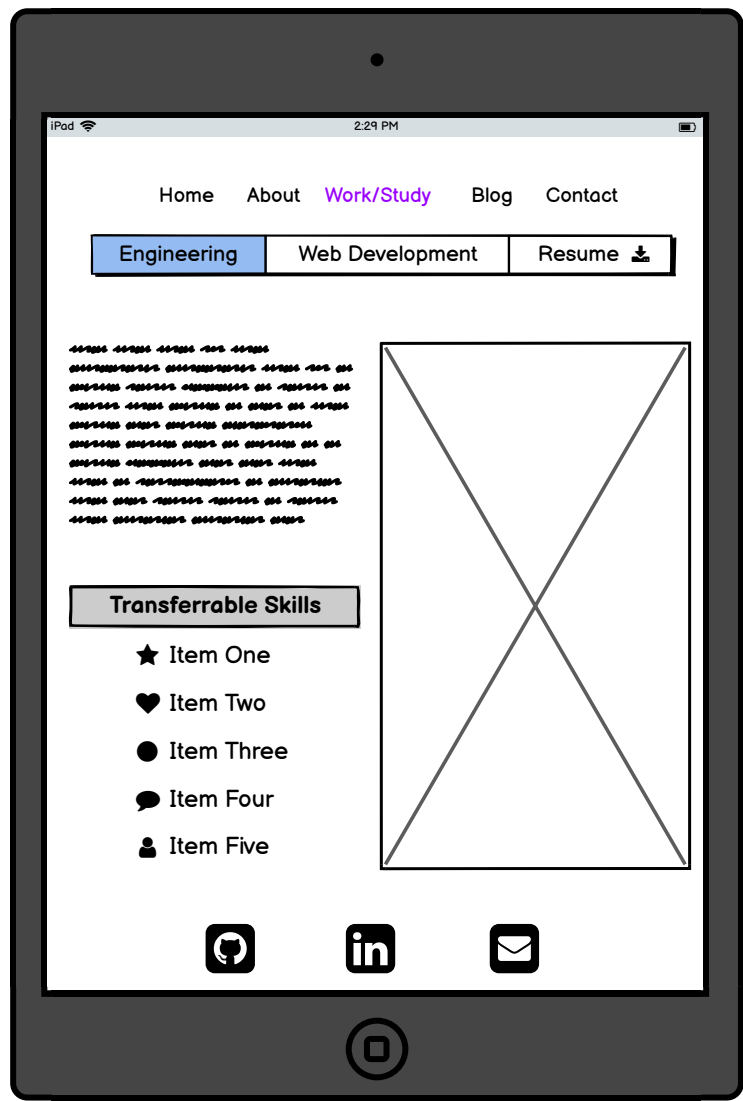 iPad 2:29 PM
Home About Work/Study Blog Contact
Engineering Web Development Resume
Transferrable Skills
Item One
Item Two
Item Three
Item Four
Item Five
in